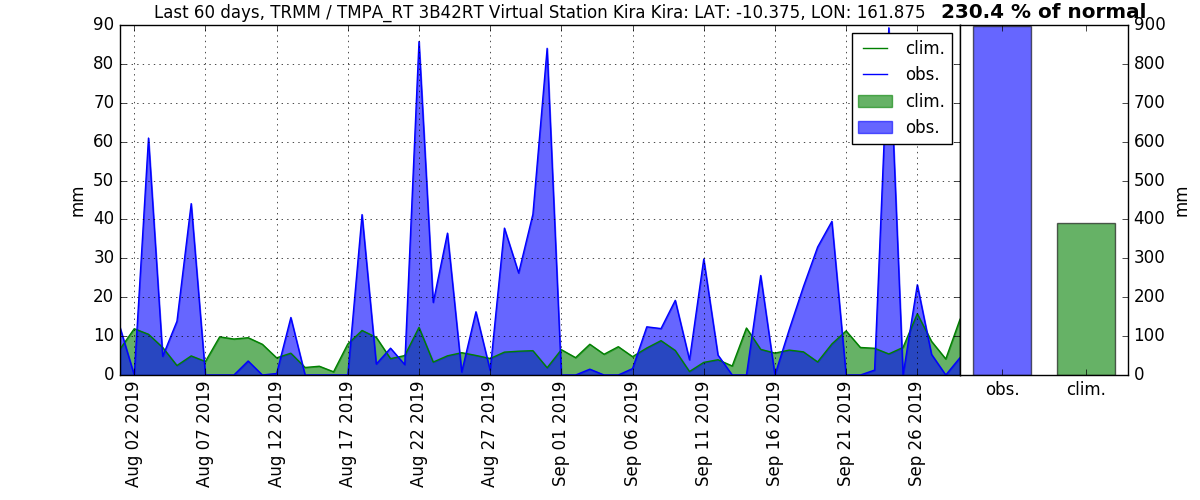 Last 60 days, TRMM / TMPA_RT 3B42RT Virtual Station Kira Kira: LAT: -10.375, LON: 161.875 230.4 % of normal
90
80
70
60
50
40
30
20
10
0
mm
clim.
obs.
clim.
obs.
900
800
700
600
500
400
300
200
100
0
mm
obs.
clim.
Aug 02 2019
Aug 07 2019
Aug 12 2019
Aug 17 2019
Aug 22 2019
Aug 27 2019
Sep 01 2019
Sep 06 2019
Sep 11 2019
Sep 16 2019
Sep 21 2019
Sep 26 2019